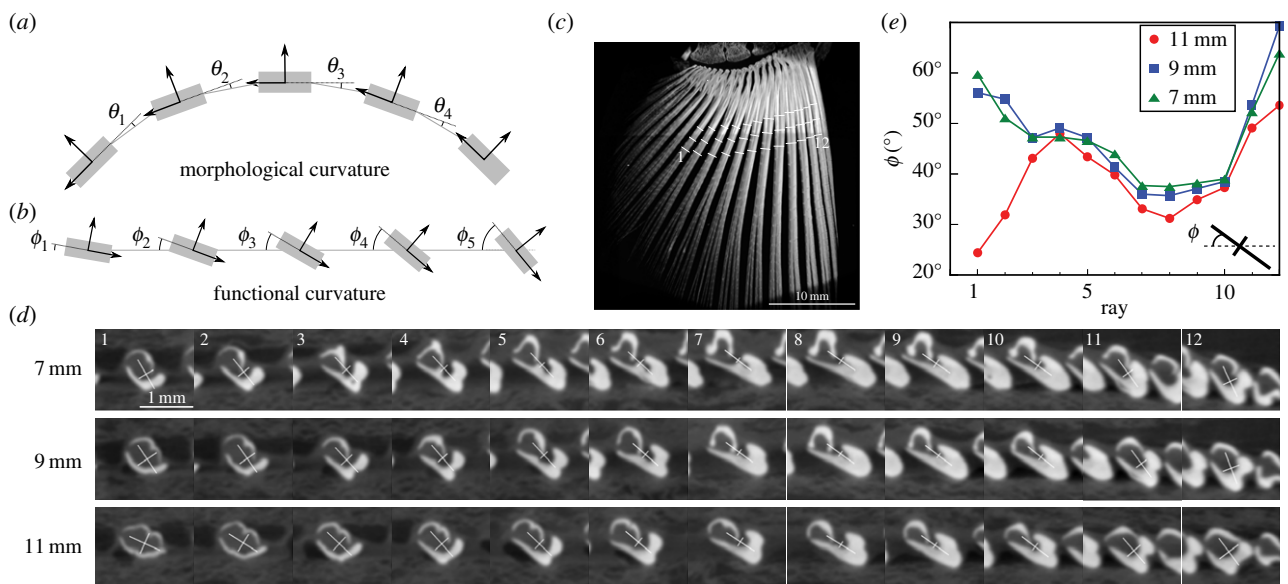 (a)
θ1
θ2
θ3
θ4
morphological curvature
(b)
ϕ1
ϕ2
ϕ3
ϕ4
ϕ5
functional curvature
(c)
1
12
10 mm
(e)
60°
50°
40°
30°
20°
ϕ (°)
11 mm
9 mm
7 mm
ϕ
1
5
10
ray
(d)
1
2
3
4
5
6
7
8
9
10
11
12
7 mm
1 mm
9 mm
11 mm